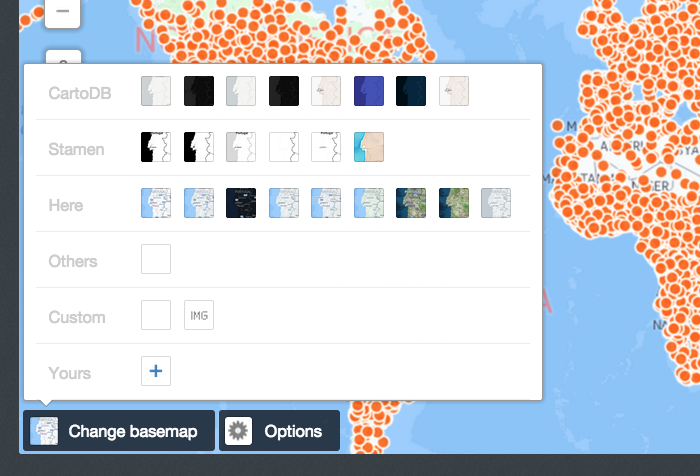 CartoDB
Stamen
Here
Others
Custom
IMG
Yours
Change basemap
Options